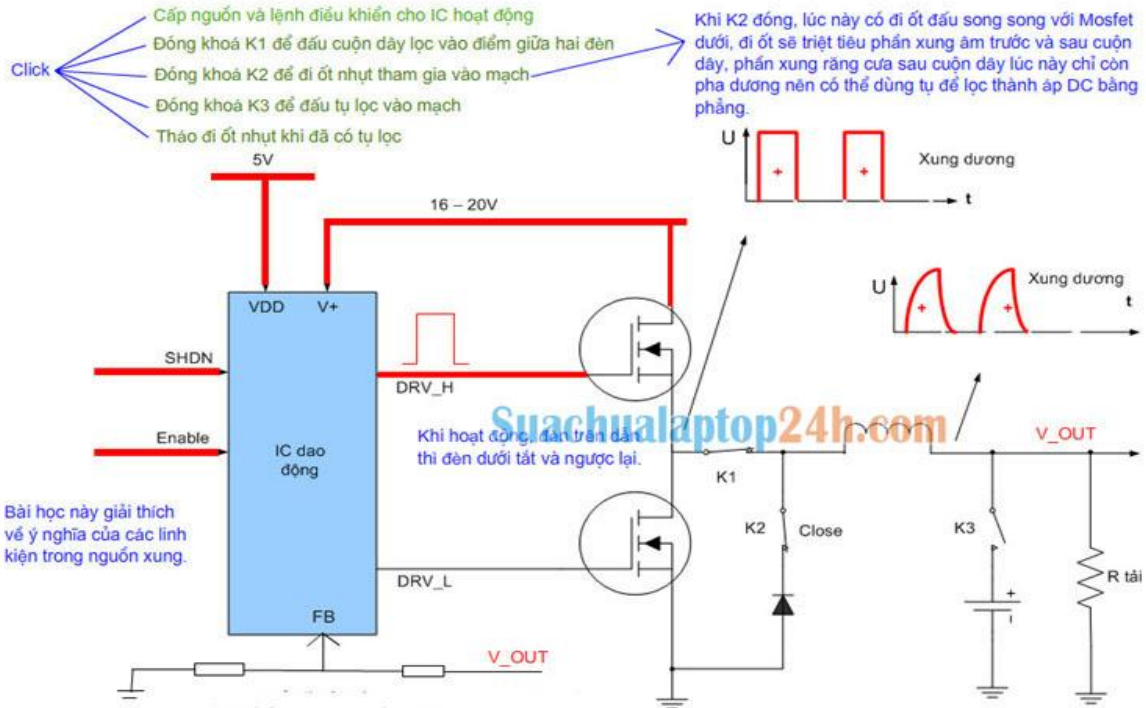 Cấp nguồn và lệnh điều khiển cho IC hoạt động
Đóng khoá K1 để đấu cuộn dây lọc vào điểm giữa hai đèn
Click
Đóng khoá K2 để đi ốt nhụt tham gia vào mạch
Đóng khoá K3 để đấu tụ lọc vào mạch
Tháo đi ốt nhụt khi đã có tụ lọc
Khi K2 đóng, lúc này có đi ốt đấu song song với Mosfet
dưới, đi ốt sẽ triệt tiêu phần xung âm trước và sau cuộn
dây, phần xung răng cưa sau cuộn dây lúc này chỉ còn
pha dương nên có thể dùng tụ để lọc thành áp DC bằng
phẳng.
U
+
+
Xung dương
t
5V
16 – 20V
U
+
+
Xung dương
t
VDD
V+
SHDN
DRV_H
Enable
IC dao
động
Suachualaptop24h.com
Khi hoạt động, đèn trên dẫn
thì đèn dưới tắt và ngược lại.
V_OUT
K1
K2
Close
K3
Bài học này giải thích
về ý nghĩa của các linh
kiện trong nguồn xung.
DRV_L
R tải
+
FB
V_OUT